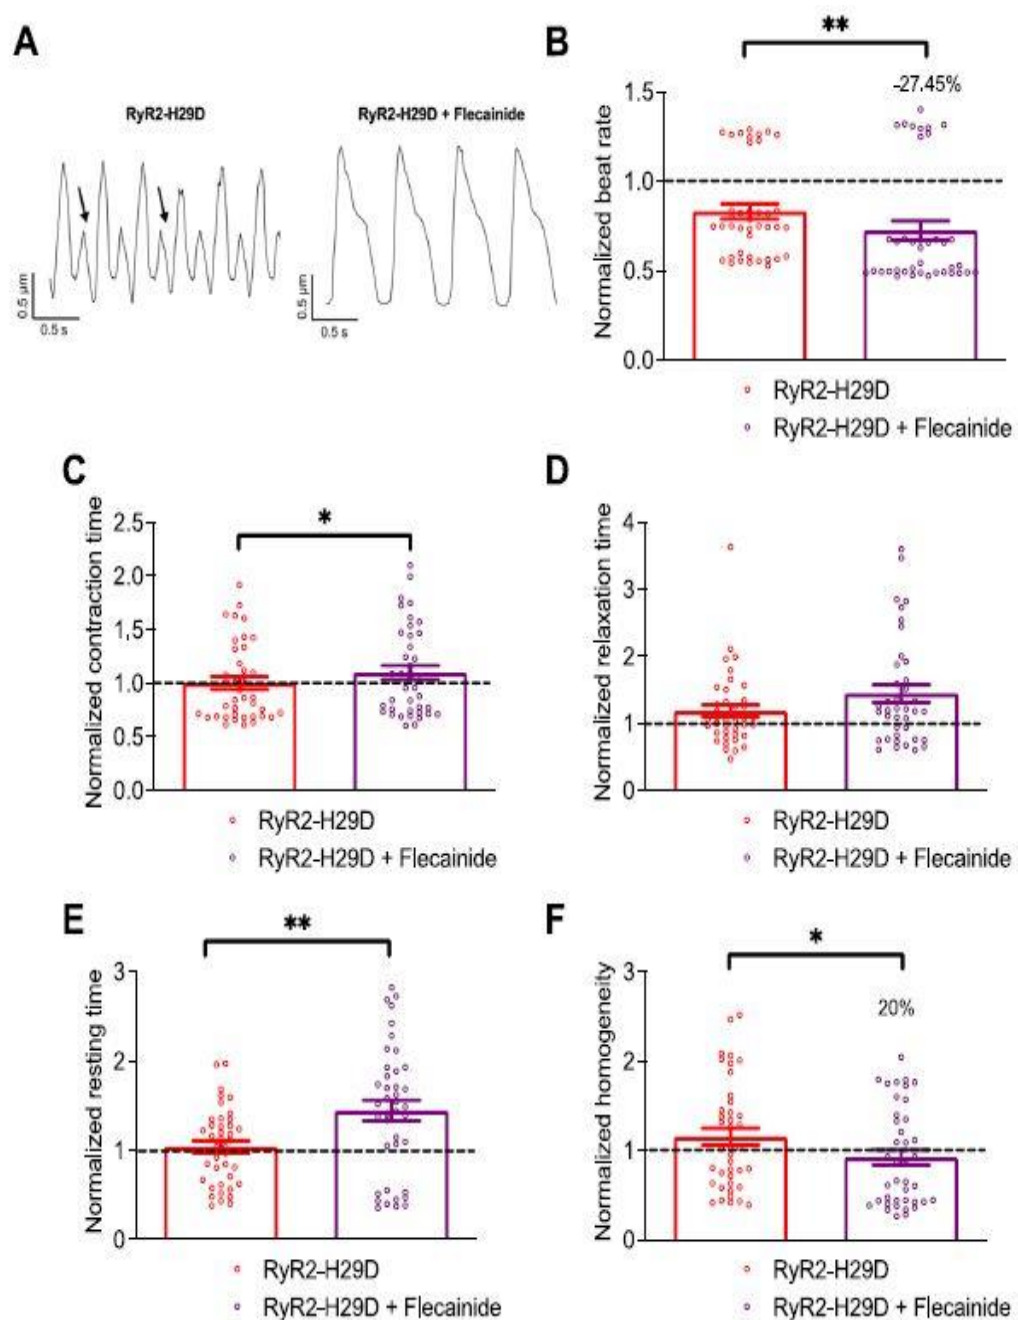 A
RyR2-H29D
RyR2-H29D + Flecainide
0.5 µm
0.5 s
0.5 µm
0.5 s
B
**
-27.45%
Normalized beat rate
1.5
1.0
0.5
0.0
RyR2-H29D
RyR2-H29D + Flecainide
C
*
Normalized contraction time
2.5
2.0
1.5
1.0
0.5
0.0
RyR2-H29D
RyR2-H29D + Flecainide
D
Normalized relaxation time
4
3
2
1
0
RyR2-H29D
RyR2-H29D + Flecainide
E
**
Normalized resting time
3
2
1
0
RyR2-H29D
RyR2-H29D + Flecainide
F
*
20%
Normalized homogeneity
3
2
1
0
RyR2-H29D
RyR2-H29D + Flecainide